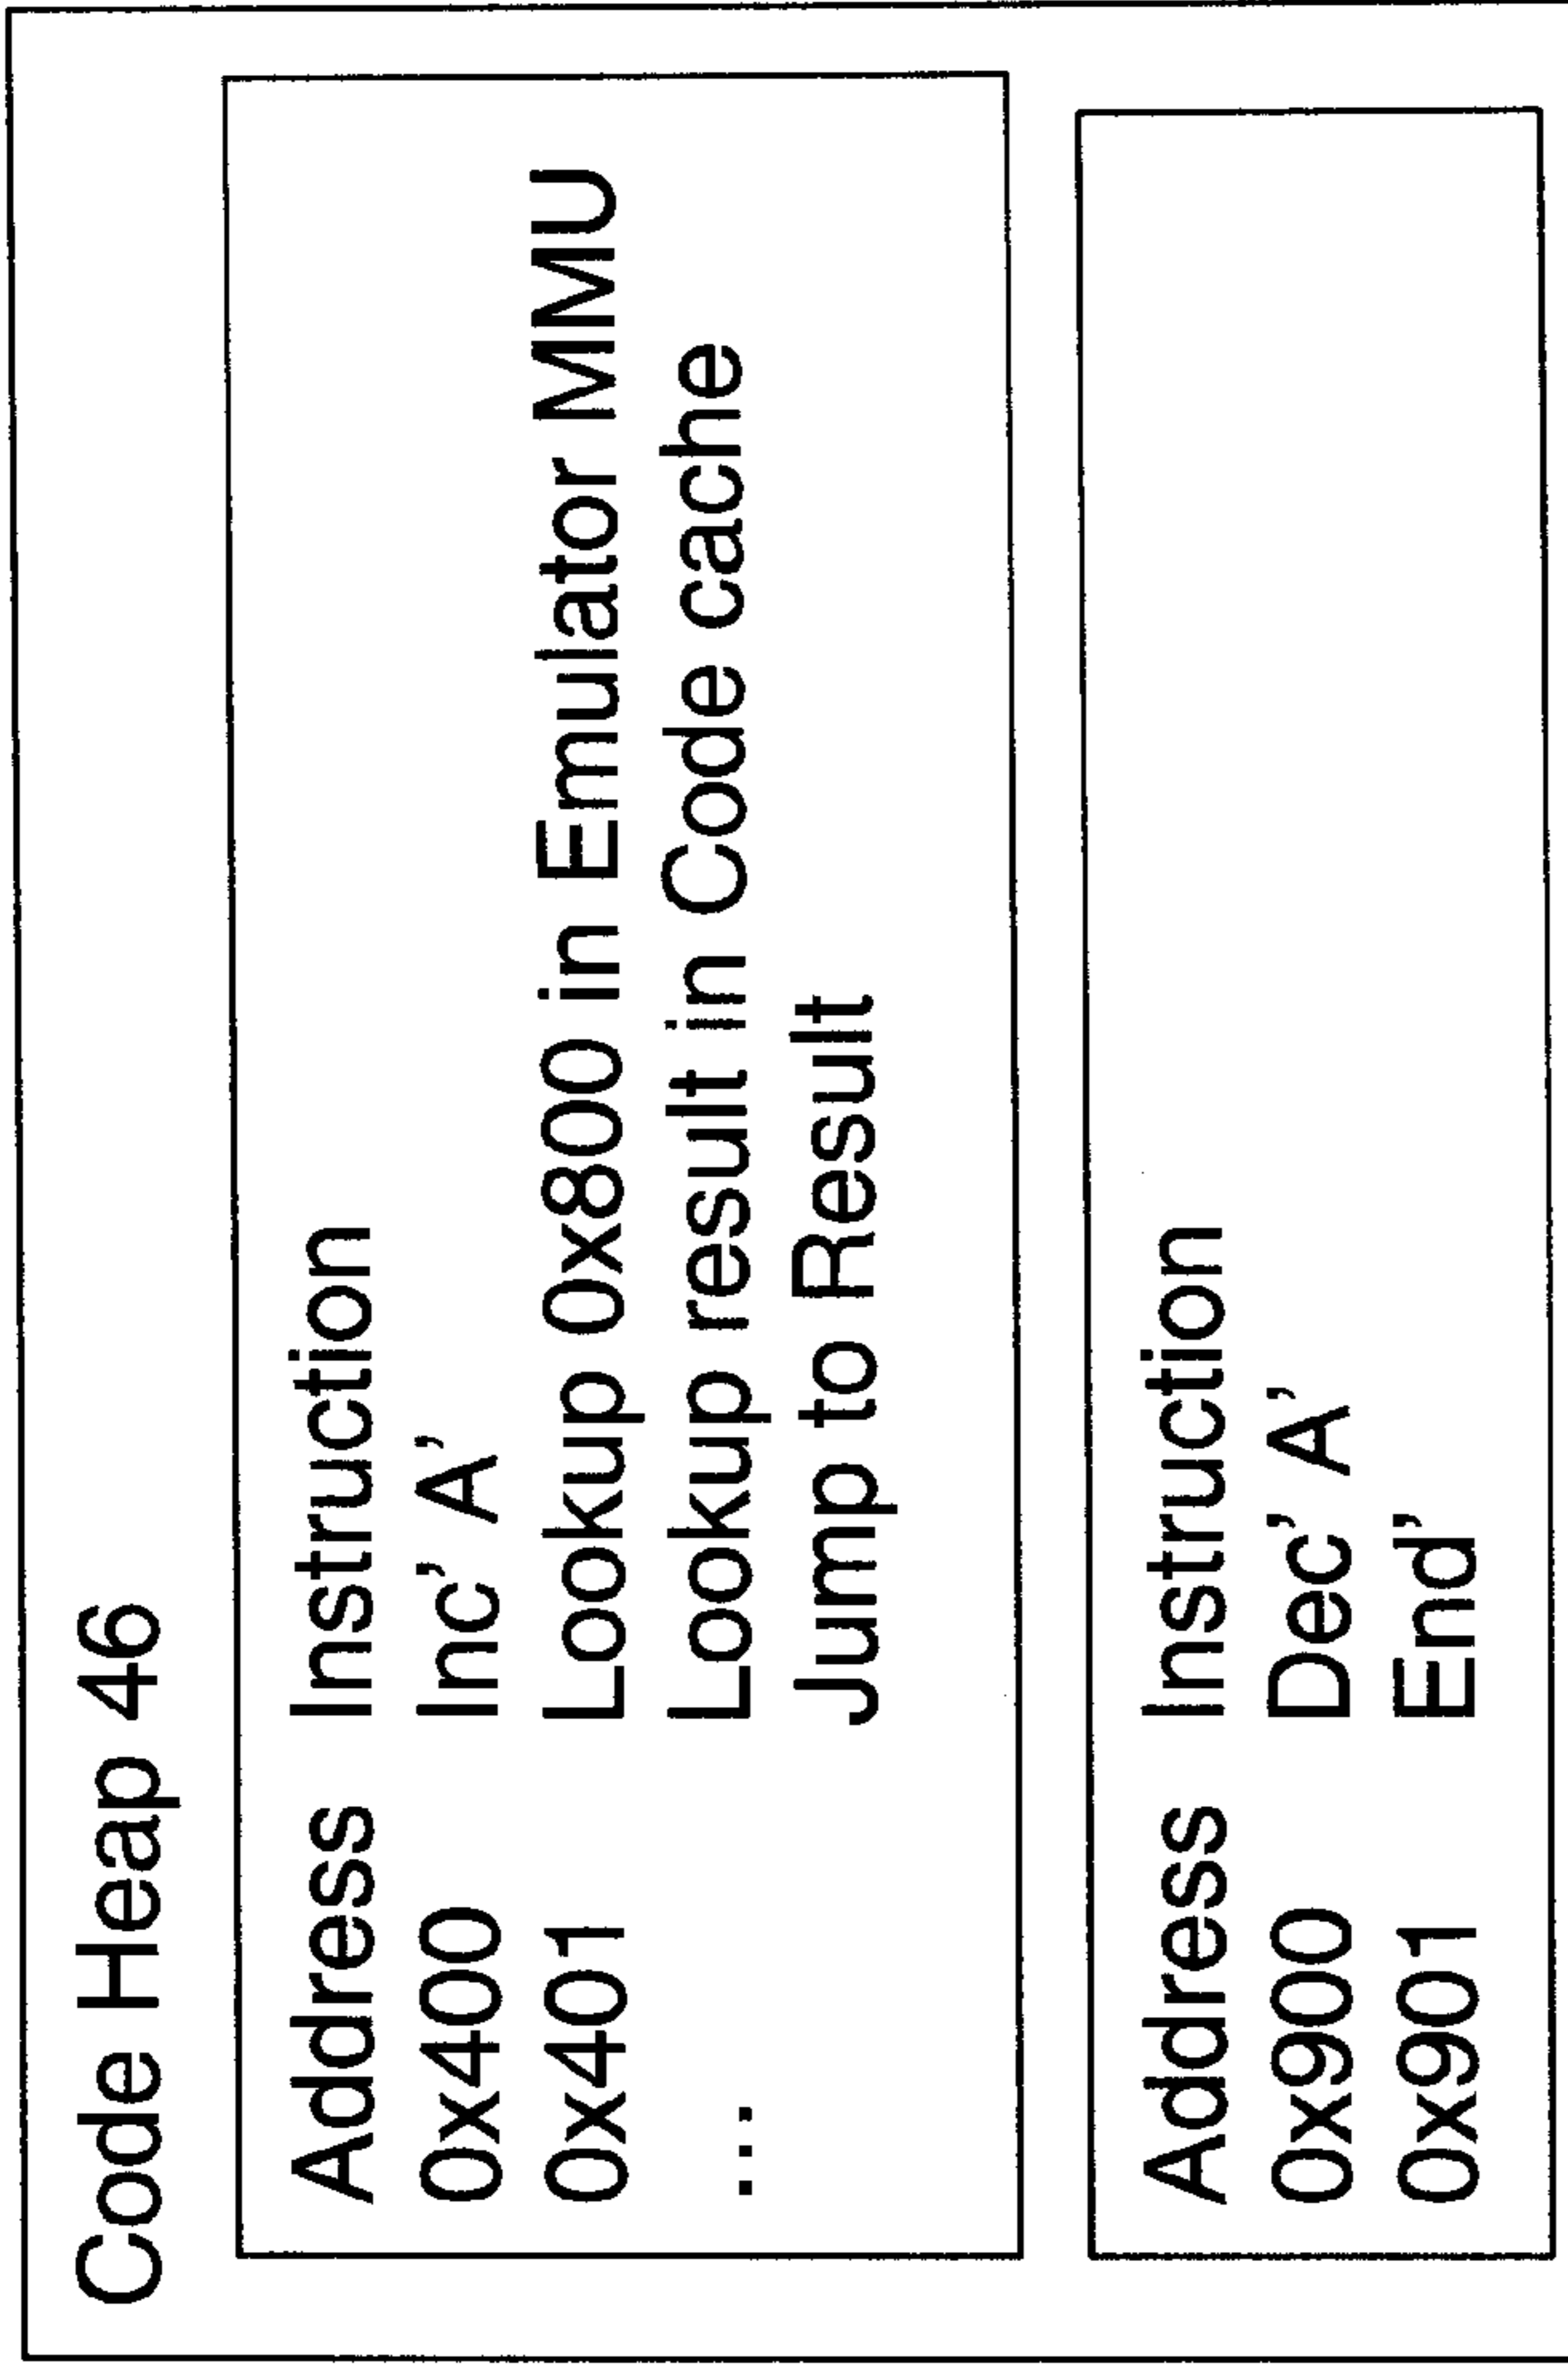 Code Heap 46
Address Instruction
0x400 Inc’ A’
0x401 Lookup 0x800 in Emulator MMU
... Lookup result in Code cache
Jump to Result
Address Instruction
0x900 Dec’ A’
0x901 End’